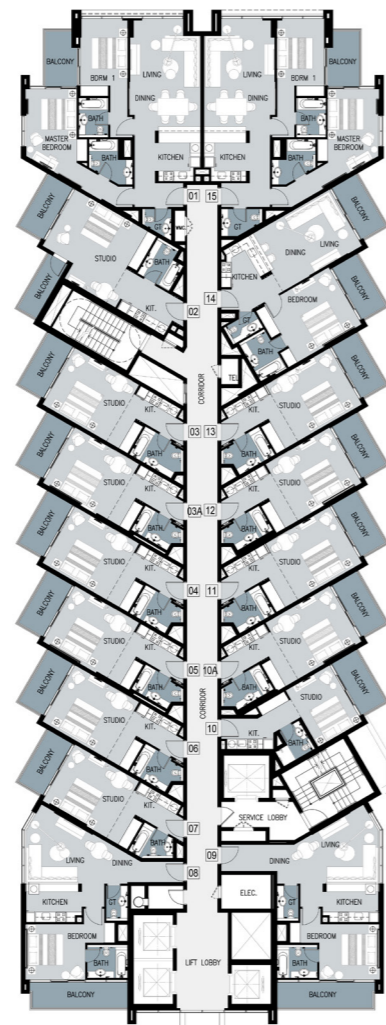 BALCONY
BDRM 1
LIVING
LIVING
BDRM 1
BALCONY
DINING
DINING
BATH
BATH
MASTER BEDROOM
MASTER BEDROOM
BATH
KITCHEN
KITCHEN
BATH
01
15
BALCONY
GT
GT
BALCONY
STUDIO
BATH
DINING
LIVING
KITCHEN
BALCONY
KIT.
02
14
BEDROOM
BALCONY
GT
BATH
TEL
CORRIDOR
BALCONY
STUDIO
KIT.
KIT.
STUDIO
BALCONY
03
13
BATH
BATH
BALCONY
STUDIO
KIT.
KIT.
STUDIO
BALCONY
03A
12
BATH
BATH
BALCONY
STUDIO
KIT.
KIT.
STUDIO
BALCONY
04
11
BATH
BATH
BALCONY
STUDIO
KIT.
KIT.
STUDIO
BALCONY
05
10A
BATH
BATH
CORRIDOR
BALCONY
STUDIO
KIT.
KIT.
STUDIO
BALCONY
10
06
BATH
BATH
BALCONY
STUDIO
KIT.
SERVICE LOBBY
07
BATH
LIVING
DINING
09
DINING
LIVING
08
KITCHEN
GT
ELEC.
GT
KITCHEN
BEDROOM
BATH
LIFT LOBBY
BEDROOM
BATH
BALCONY
BALCONY